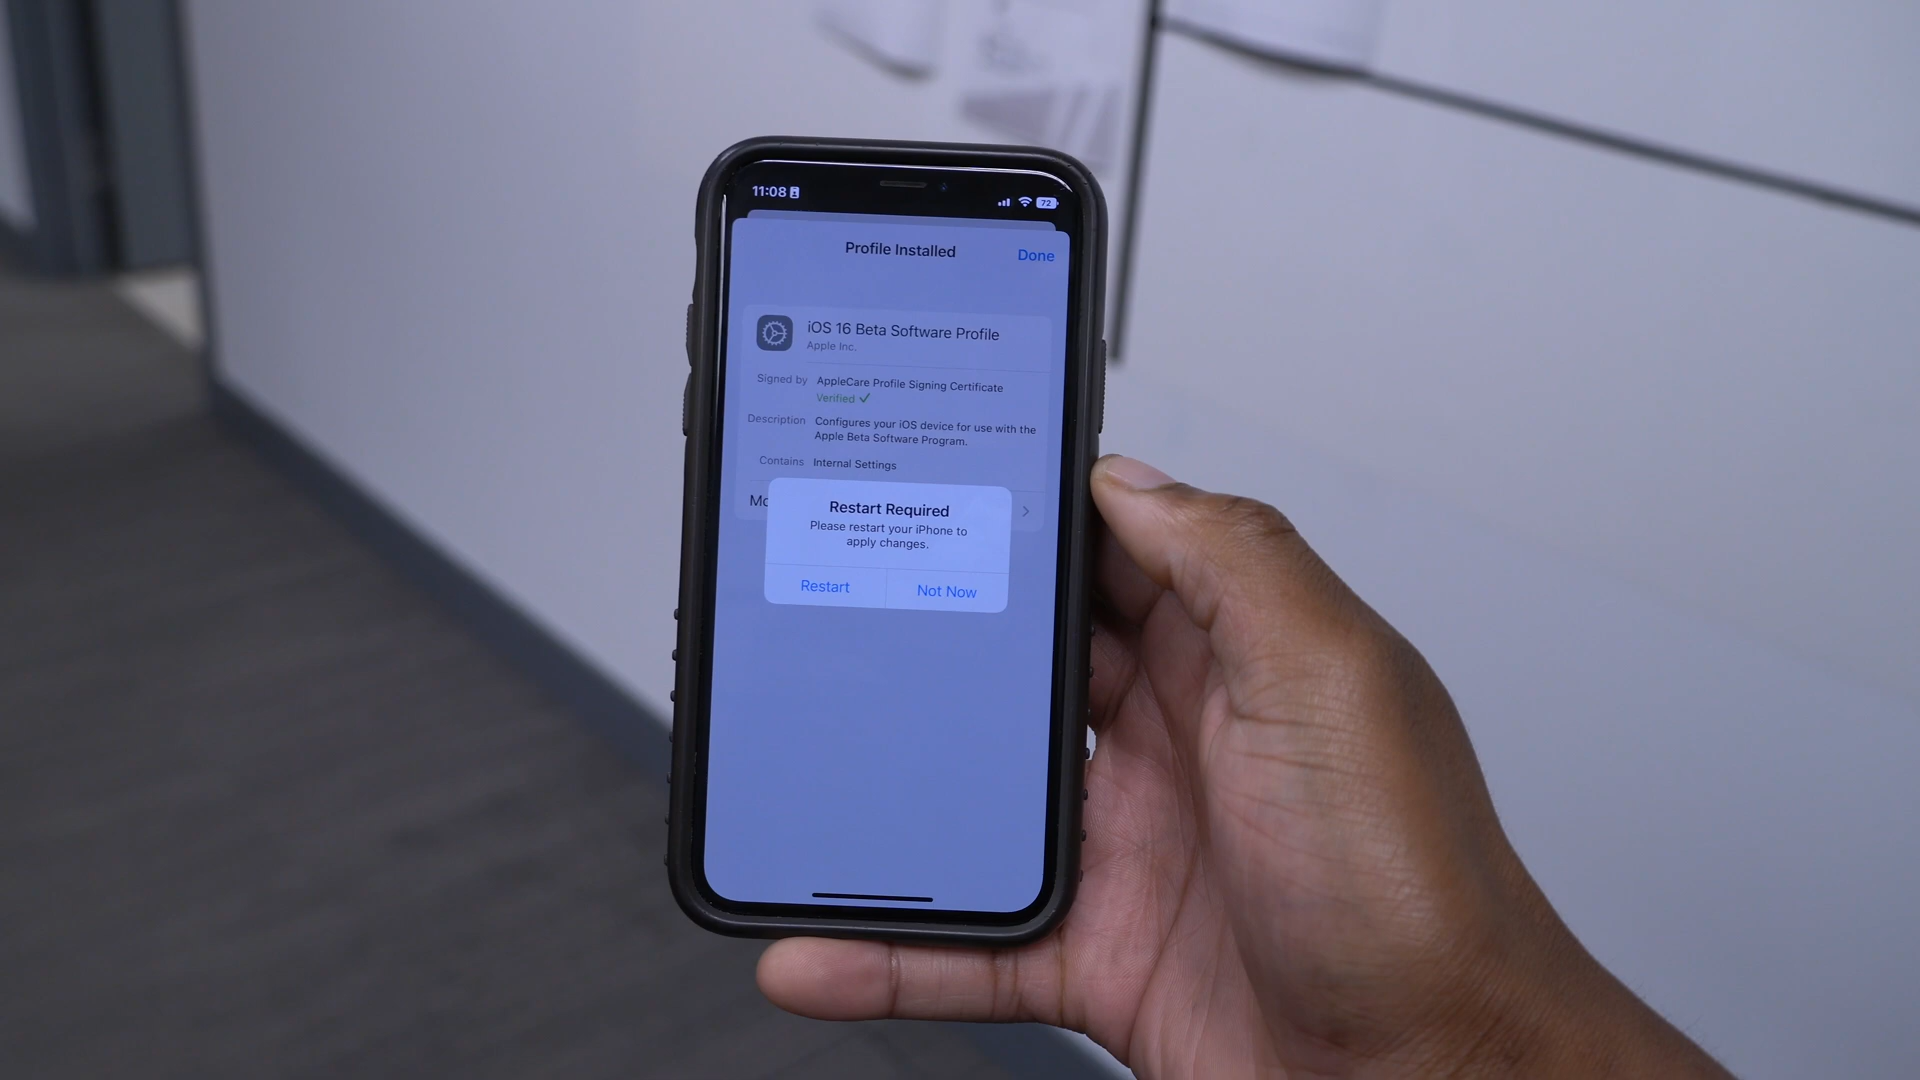 11:08
72
Profile Installed
Done
iOS 16 Beta Software Profile
Apple Inc.
Signed by AppleCare Profile Signing Certificate
Verified ✓
Description Configures your iOS device for use with the
Apple Beta Software Program.
Contains Internal Settings
Mo
Restart Required
Please restart your iPhone to
apply changes.
Restart
Not Now